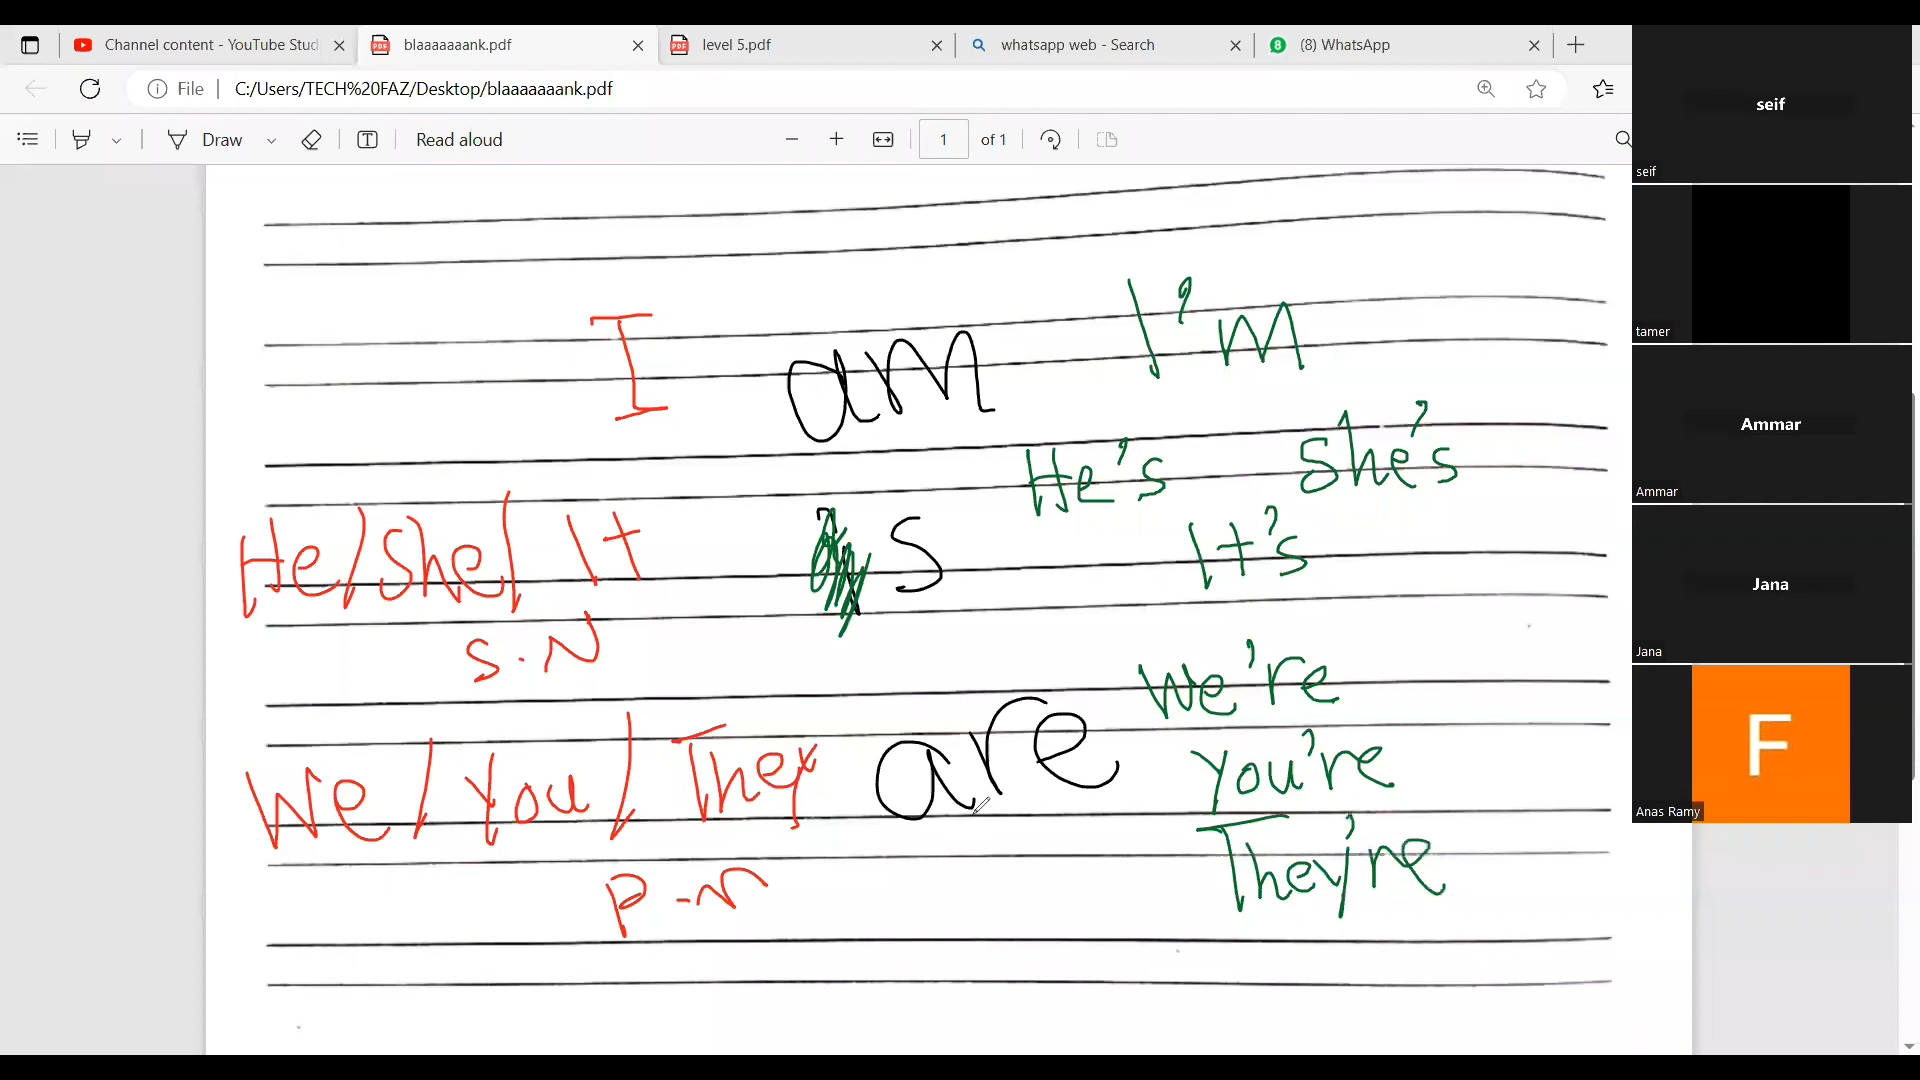 Channel content - YouTube Stud
blaaaaaaank.pdf
level 5.pdf
whatsapp web - Search
(8) WhatsApp
File
C:/Users/TECH%20FAZ/Desktop/blaaaaaaank.pdf
Draw
Read aloud
1 of 1
seif
seif
tamer
Ammar
Ammar
Jana
Jana
F
Anas Ramy
I am I'm
He's She's
He/She/ It s It's
S.N
We're
We/You/They are You're
They're
P-N